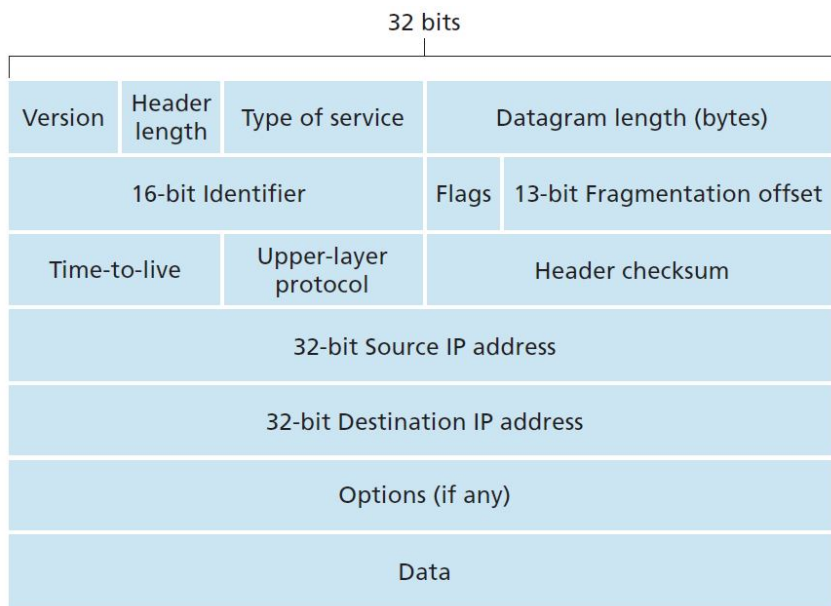 32 bits
Version
Header
length
Type of service
Datagram length (bytes)
16-bit Identifier
Flags
13-bit Fragmentation offset
Time-to-live
Upper-layer
protocol
Header checksum
32-bit Source IP address
32-bit Destination IP address
Options (if any)
Data